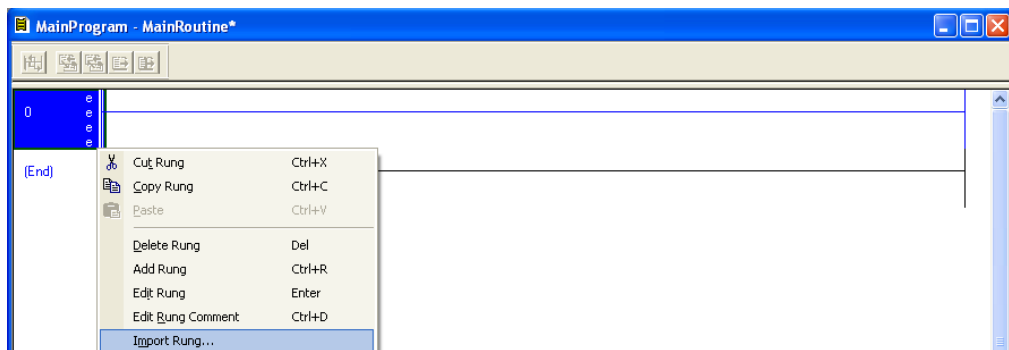 MainProgram - MainRoutine*
0
e
e
e
e
(End)
Cut Rung Ctrl+X
Copy Rung Ctrl+C
Paste Ctrl+V
Delete Rung Del
Add Rung Ctrl+R
Edit Rung Enter
Edit Rung Comment Ctrl+D
Import Rung...